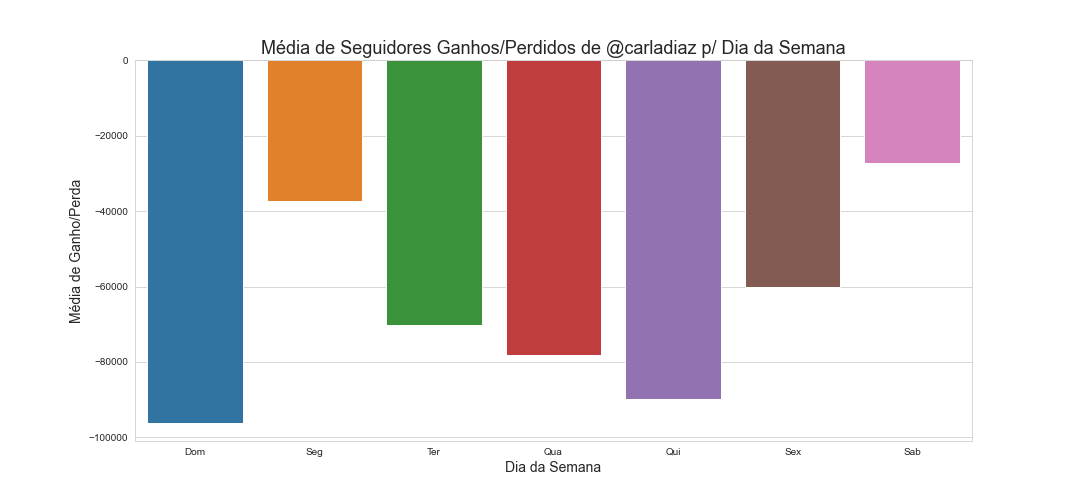 Média de Seguidores Ganhos/Perdidos de @carladiaz p/ Dia da Semana
0
−20000
−40000
−60000
−80000
−100000
Média de Ganho/Perda
Dom Seg Ter Qua Qui Sex Sab
Dia da Semana